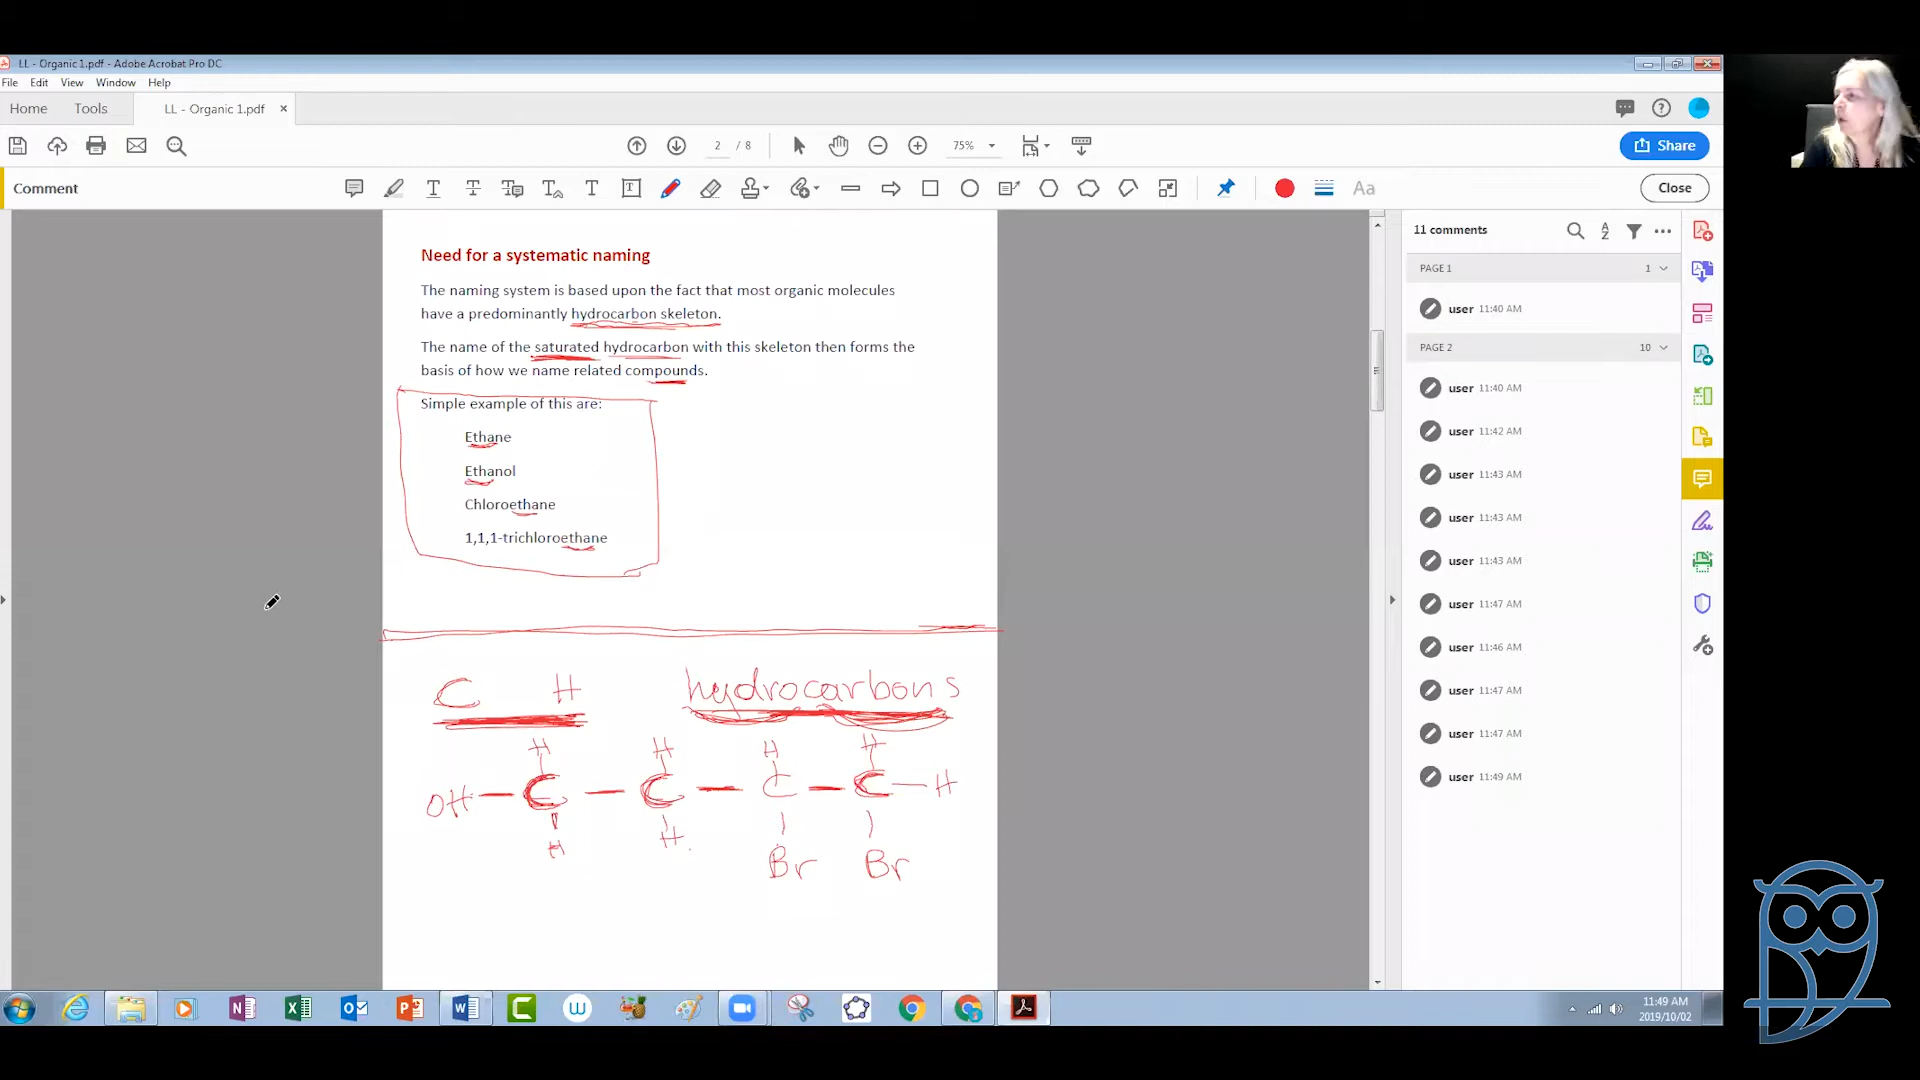 LL - Organic 1.pdf - Adobe Acrobat Pro DC
File Edit View Window Help
Home Tools LL - Organic 1.pdf ×
2 / 8 75% Share
Comment Aa Close
Need for a systematic naming
The naming system is based upon the fact that most organic molecules
have a predominantly hydrocarbon skeleton.
The name of the saturated hydrocarbon with this skeleton then forms the
basis of how we name related compounds.
Simple example of this are:
Ethane
Ethanol
Chloroethane
1,1,1-trichloroethane
C H hydrocarbons
H H H H
OH - C - C - C - C - H
H H
Br Br
11 comments
PAGE 1 1
user 11:40 AM
PAGE 2 10
user 11:40 AM
user 11:42 AM
user 11:43 AM
user 11:43 AM
user 11:43 AM
user 11:47 AM
user 11:46 AM
user 11:47 AM
user 11:47 AM
user 11:49 AM
11:49 AM
2019/10/02